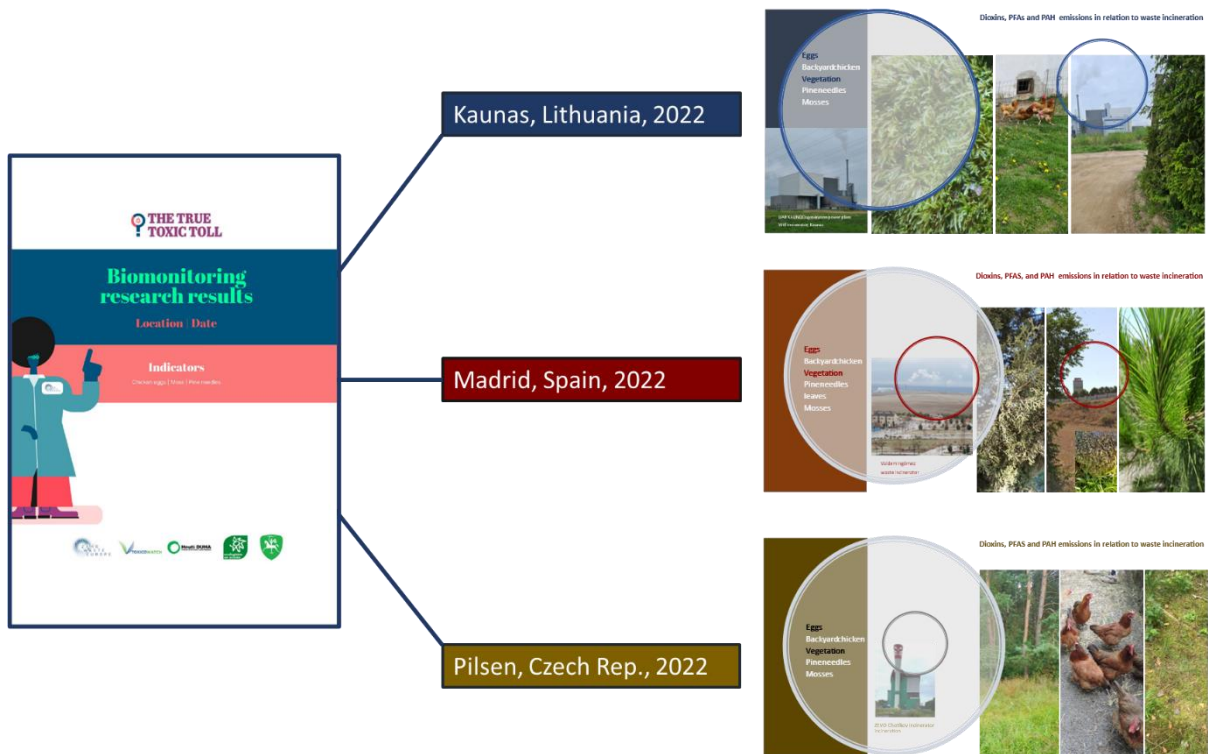 THE TRUE
TOXIC TOLL
Biomonitoring
research results
Location | Date
Indicators
Chicken eggs | Moss | Pine needles
Kaunas, Lithuania, 2022
Madrid, Spain, 2022
Pilsen, Czech Rep., 2022
Dioxins, PFAs and PAH emissions in relation to waste incineration
Eggs
Backyardchicken
Vegetation
Pineneedles
Mosses
Dioxins, PFAS, and PAH emissions in relation to waste incineration
Eggs
Backyardchicken
Vegetation
Pineneedles
leaves
Mosses
waste incinerator
Dioxins, PFAS and PAH emissions in relation to waste incineration
Eggs
Backyardchicken
Vegetation
Pineneedles
Mosses